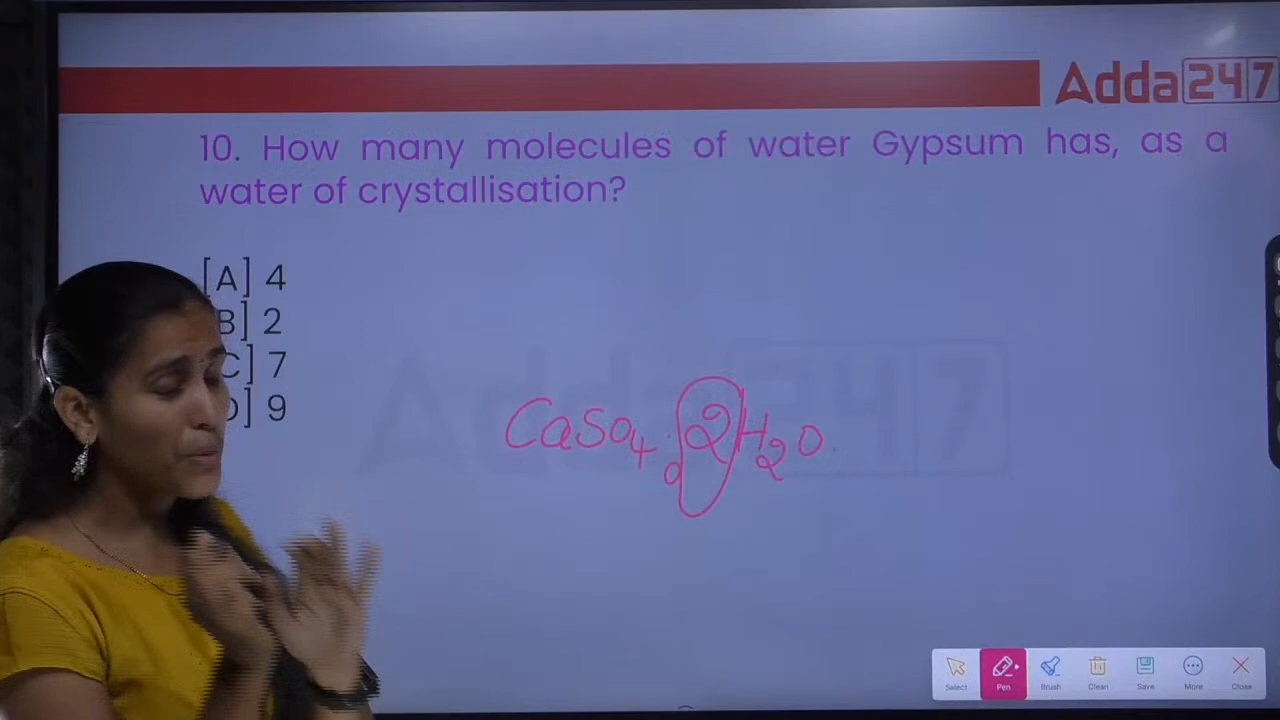 Adda247
10. How many molecules of water Gypsum has, as a
water of crystallisation?
[A] 4
B] 2
C] 7
D] 9
Adda247
CaSO4.2H2O
Select Pen Brush Clean Save More Close